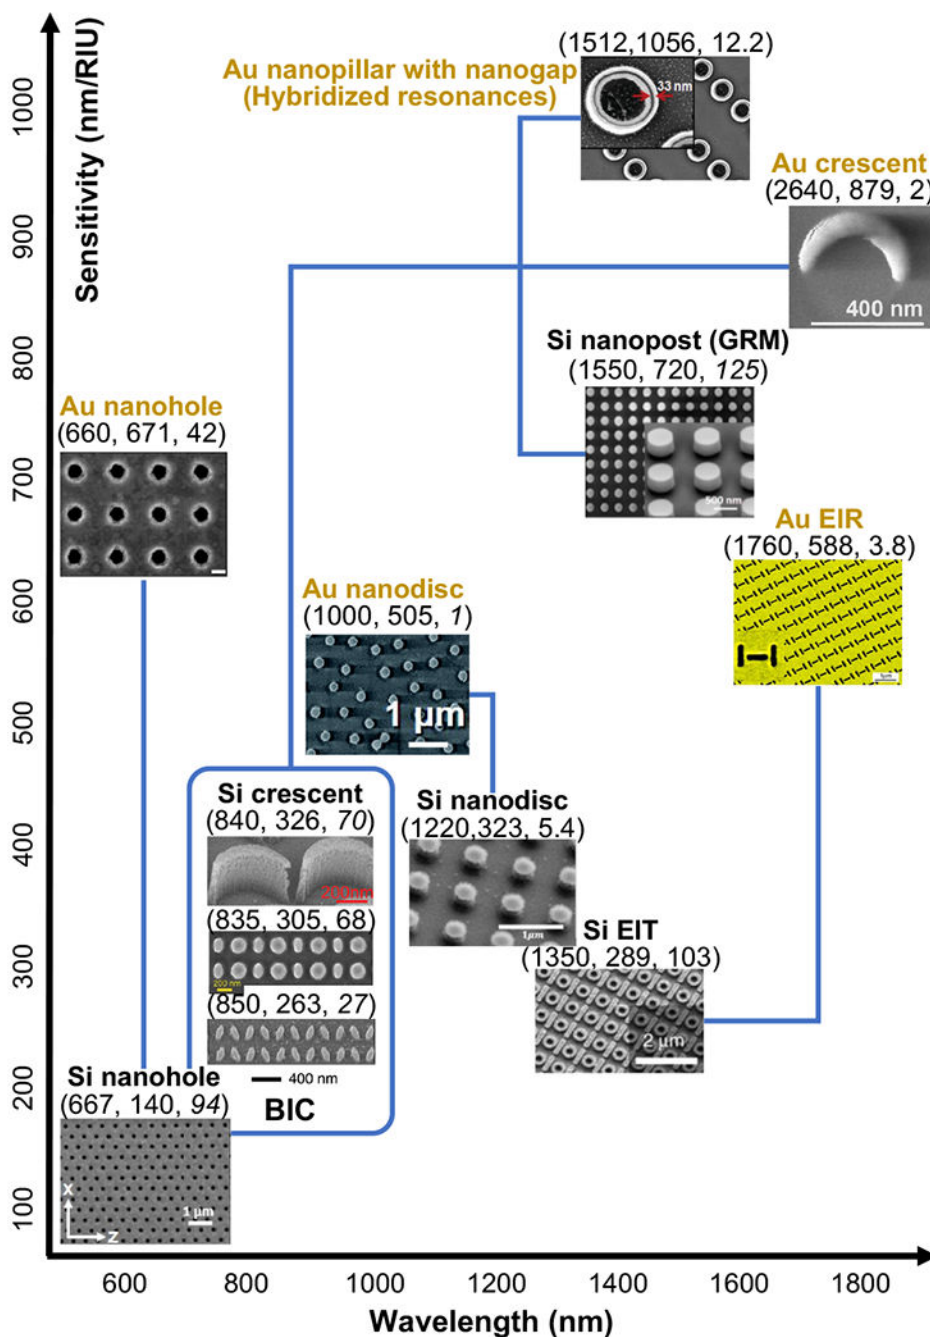 Sensitivity (nm/RIU)
1000
900
800
700
600
500
400
300
200
100
(1512,1056, 12.2)
Au nanopillar with nanogap
(Hybridized resonances)
33 nm
Au crescent
(2640, 879, 2)
400 nm
Si nanopost (GRM)
(1550, 720, 125)
500 nm
Au nanohole
(660, 671, 42)
Au EIR
(1760, 588, 3.8)
Au nanodisc
(1000, 505, 1)
1 μm
Si crescent
(840, 326, 70)
200nm
(835, 305, 68)
200 nm
(850, 263, 27)
400 nm
BIC
Si nanodisc
(1220,323, 5.4)
1μm
Si EIT
(1350, 289, 103)
2 μm
Si nanohole
(667, 140, 94)
X
Z
1 μm
600
800
1000
1200
1400
1600
1800
Wavelength (nm)